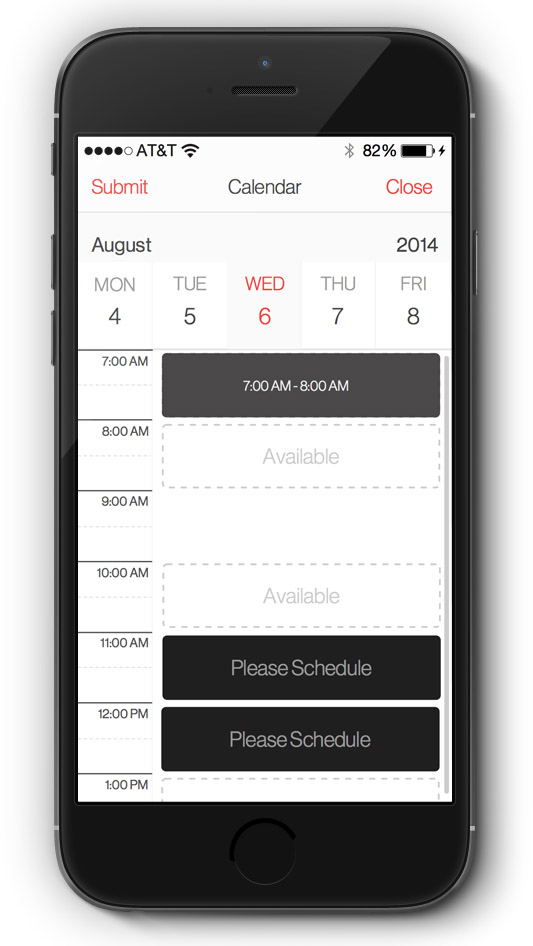 AT&T 82%
Submit Calendar Close
August 2014
MON TUE WED THU FRI
4 5 6 7 8
7:00 AM
7:00 AM - 8:00 AM
8:00 AM
Available
9:00 AM
10:00 AM
Available
11:00 AM
Please Schedule
12:00 PM
Please Schedule
1:00 PM